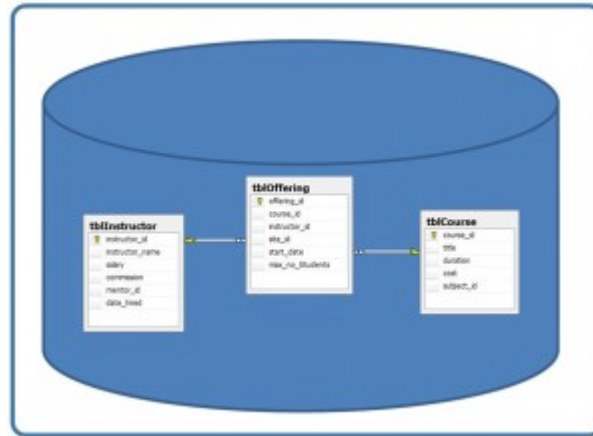 tblOffering
offering_id
course_id
instructor_id
site_id
start_date
max_no_Students
tblInstructor
instructor_id
instructor_name
salary
commission
mentor_id
date_hired
tblCourse
course_id
title
duration
cost
subject_id